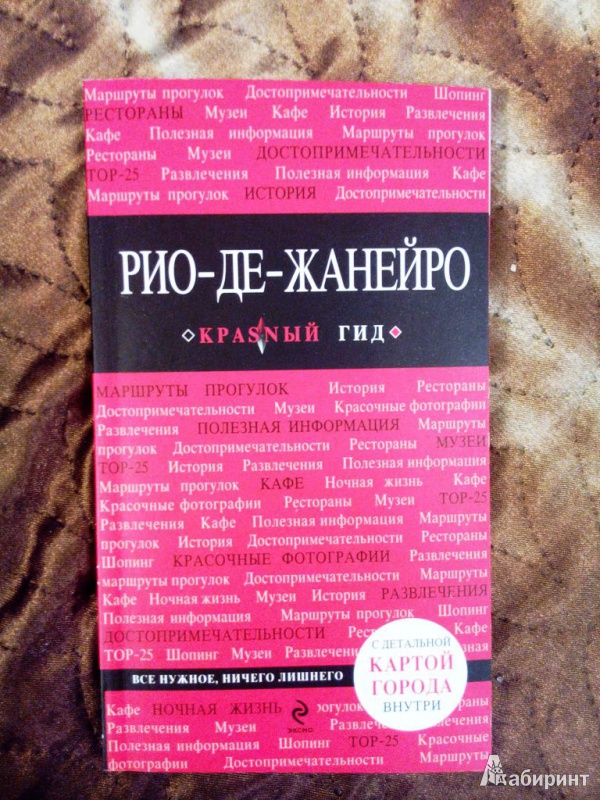 Маршруты прогулок Достопримечательности Шопинг
РЕСТОРАНЫ Музеи Кафе История Развлечения
Кафе Полезная информация Маршруты прогулок
Рестораны Музеи ДОСТОПРИМЕЧАТЕЛЬНОСТИ
TOP-25 Развлечения Полезная информация Кафе
Маршруты прогулок ИСТОРИЯ Достопримечательности
РИО-ДЕ-ЖАНЕЙРО
КРАSNЫЙ ГИД
МАРШРУТЫ ПРОГУЛОК История Рестораны
Достопримечательности Музеи Красочные фотографии
Развлечения ПОЛЕЗНАЯ ИНФОРМАЦИЯ Маршруты
прогулок Достопримечательности Рестораны МУЗЕИ
TOP-25 История Развлечения Полезная информация
Маршруты прогулок КАФЕ Ночная жизнь Кафе
Красочные фотографии Рестораны Музеи TOP-25
Развлечения Кафе Полезная информация Маршруты
прогулок История Достопримечательности Рестораны
Шопинг КРАСОЧНЫЕ ФОТОГРАФИИ Развлечения
маршруты прогулок Достопримечательности Маршруты
Кафе Ночная жизнь Музеи История РАЗВЛЕЧЕНИЯ
Полезная информация Маршруты прогулок Шопинг
ДОСТОПРИМЕЧАТЕЛЬНОСТИ Кафе
TOP-25 Шопинг Музеи Развлечени
С ДЕТАЛЬНОЙ
КАРТОЙ
ГОРОДА
ВНУТРИ
ВСЕ НУЖНОЕ, НИЧЕГО ЛИШНЕГО
Кафе НОЧНАЯ ЖИЗНЬ рогулок
Развлечения Музеи
Полезная информация Шопинг TOP-25 Красочные
фотографии Достопримечательности Маршруты
ЭКСМО
Лабиринт